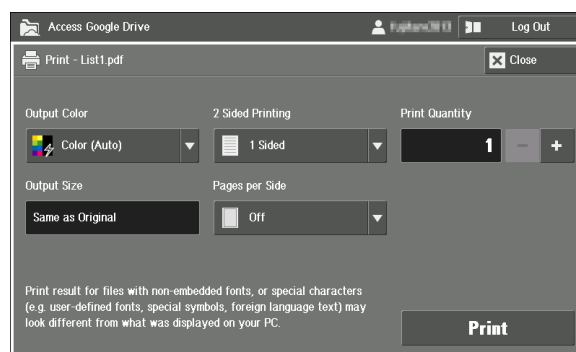 Access Google Drive
Log Out
Print - List1.pdf
Close
Output Color
2 Sided Printing
Print Quantity
Color (Auto)
1 Sided
1
Output Size
Pages per Side
Same as Original
Off
Print result for files with non-embedded fonts, or special characters
(e.g. user-defined fonts, special symbols, foreign language text) may
look different from what was displayed on your PC.
Print